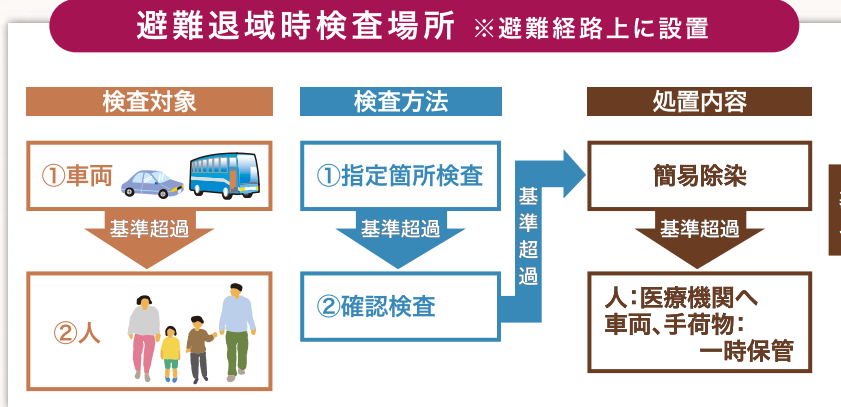 避難退域時検査場所 ※避難経路上に設置
検査対象
①車両
基準超過
②人
検査方法
①指定箇所検査
基準超過
②確認検査
基準超過
処置内容
簡易除染
基準超過
人：医療機関へ
車両、手荷物：
一時保管